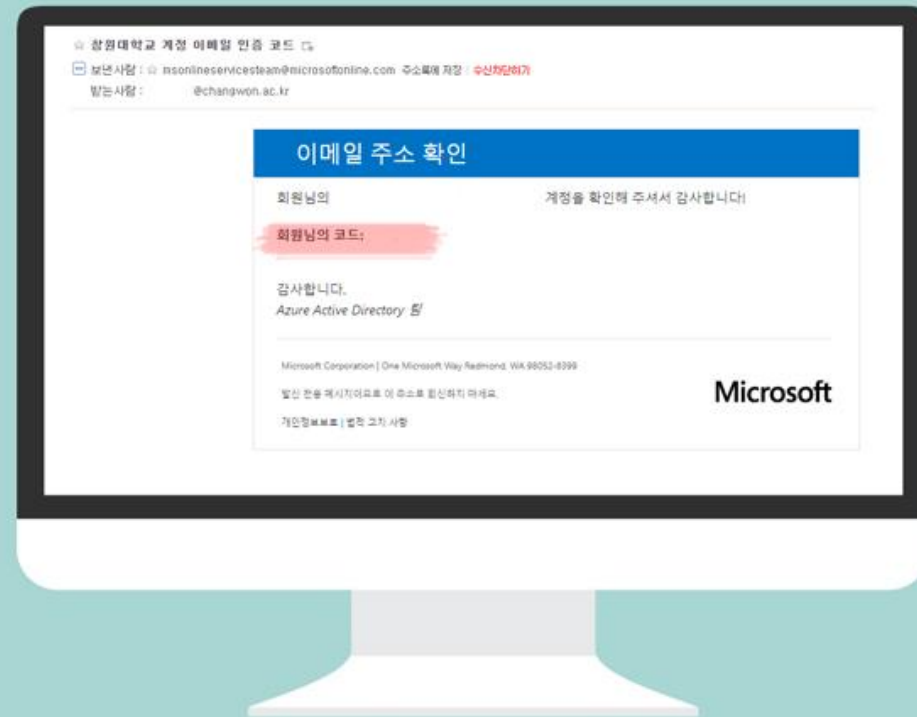 ☆ 창원대학교 계정 이메일 인증 코드
보낸사람 : ☆ msonlineservicesteam@microsoftonline.com 주소록에 저장 | 수신차단하기
받는사람 : @changwon.ac.kr
이메일 주소 확인
회원님의 계정을 확인해 주셔서 감사합니다!
회원님의 코드:
감사합니다.
Azure Active Directory 팀
Microsoft Corporation | One Microsoft Way Redmond, WA 98052-6399
발신 전용 메시지이므로 이 주소로 회신하지 마세요.
개인정보보호 | 법적 고지 사항
Microsoft